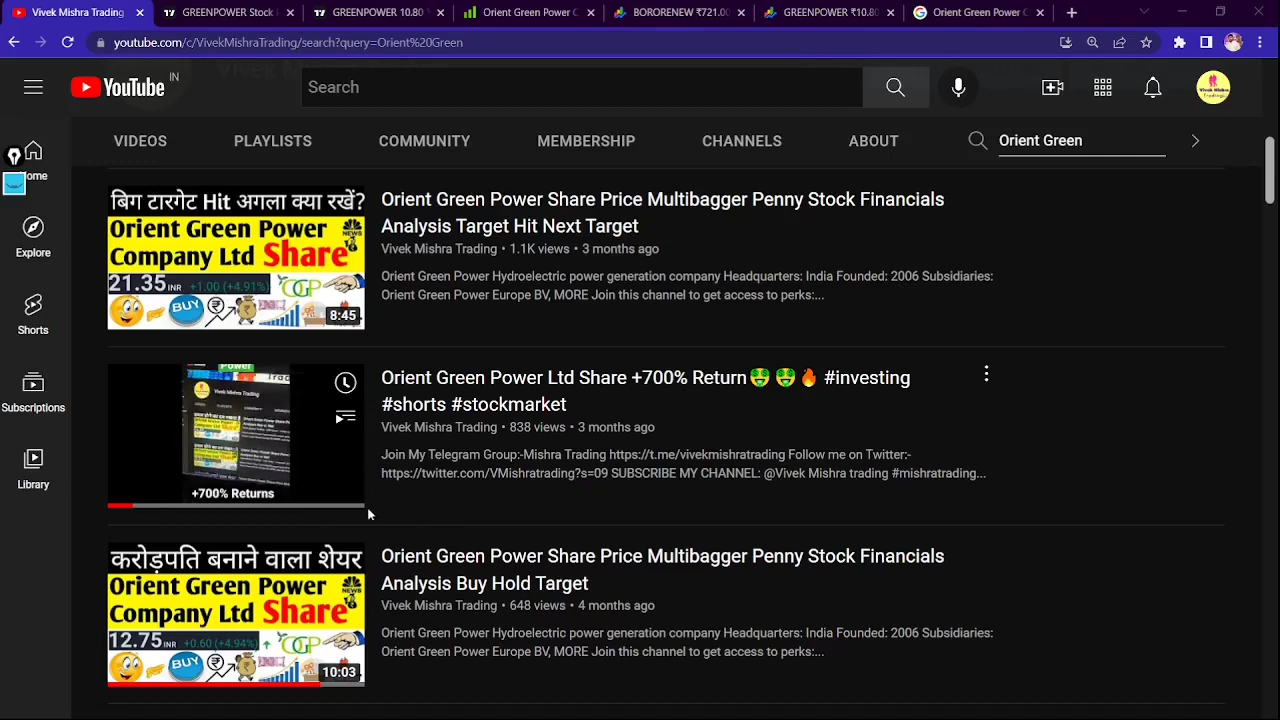 Vivek Mishra Trading
GREENPOWER Stock
GREENPOWER 10.80
Orient Green Power C
BORORENEW ₹721.00
GREENPOWER ₹10.80
Orient Green Power C
youtube.com/c/VivekMishraTrading/search?query=Orient%20Green
YouTube IN
Search
VIDEOS PLAYLISTS COMMUNITY MEMBERSHIP CHANNELS ABOUT Orient Green
Home
Explore
Shorts
Subscriptions
Library
बिग टारगेट Hit अगला क्या रखें?
Orient Green Power
Company Ltd Share
NEWS
21.35 INR +1.00 (+4.91%)
OGP
BUY
8:45
Orient Green Power Share Price Multibagger Penny Stock Financials
Analysis Target Hit Next Target
Vivek Mishra Trading • 1.1K views • 3 months ago
Orient Green Power Hydroelectric power generation company Headquarters: India Founded: 2006 Subsidiaries:
Orient Green Power Europe BV, MORE Join this channel to get access to perks:...
Power
Vivek Mishra Trading
+700% Returns
Orient Green Power Ltd Share +700% Return🤑🤑🔥 #investing
#shorts #stockmarket
Vivek Mishra Trading • 838 views • 3 months ago
Join My Telegram Group:-Mishra Trading https://t.me/vivekmishratrading Follow me on Twitter:-
https://twitter.com/VMishratrading?s=09 SUBSCRIBE MY CHANNEL: @Vivek Mishra trading #mishratrading...
करोड़पति बनाने वाला शेयर
Orient Green Power
Company Ltd Share
NEWS
12.75 INR +0.60 (+4.94%)
OGP
BUY
10:03
Orient Green Power Share Price Multibagger Penny Stock Financials
Analysis Buy Hold Target
Vivek Mishra Trading • 648 views • 4 months ago
Orient Green Power Hydroelectric power generation company Headquarters: India Founded: 2006 Subsidiaries:
Orient Green Power Europe BV, MORE Join this channel to get access to perks:...